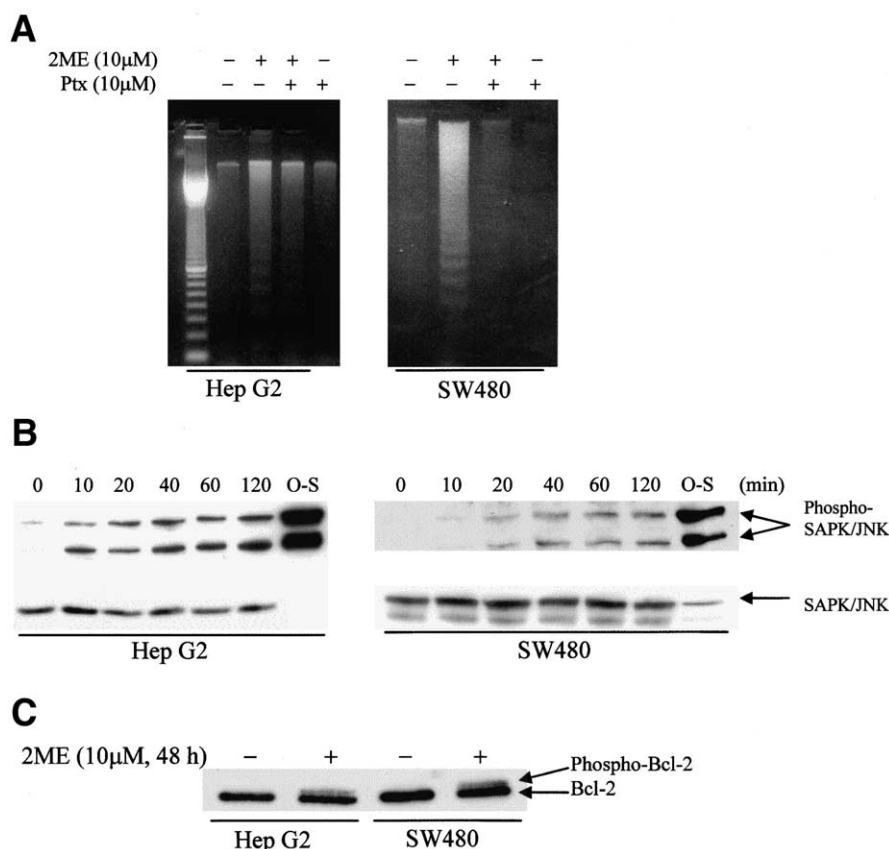 A
2ME (10μM) − + + −
Ptx (10μM) − − + +
− + + −
− − + +
Hep G2
SW480
B
0 10 20 40 60 120 O-S
0 10 20 40 60 120 O-S (min)
Phospho-
SAPK/JNK
SAPK/JNK
Hep G2
SW480
C
2ME (10μM, 48 h) − + − +
Phospho-Bcl-2
Bcl-2
Hep G2
SW480